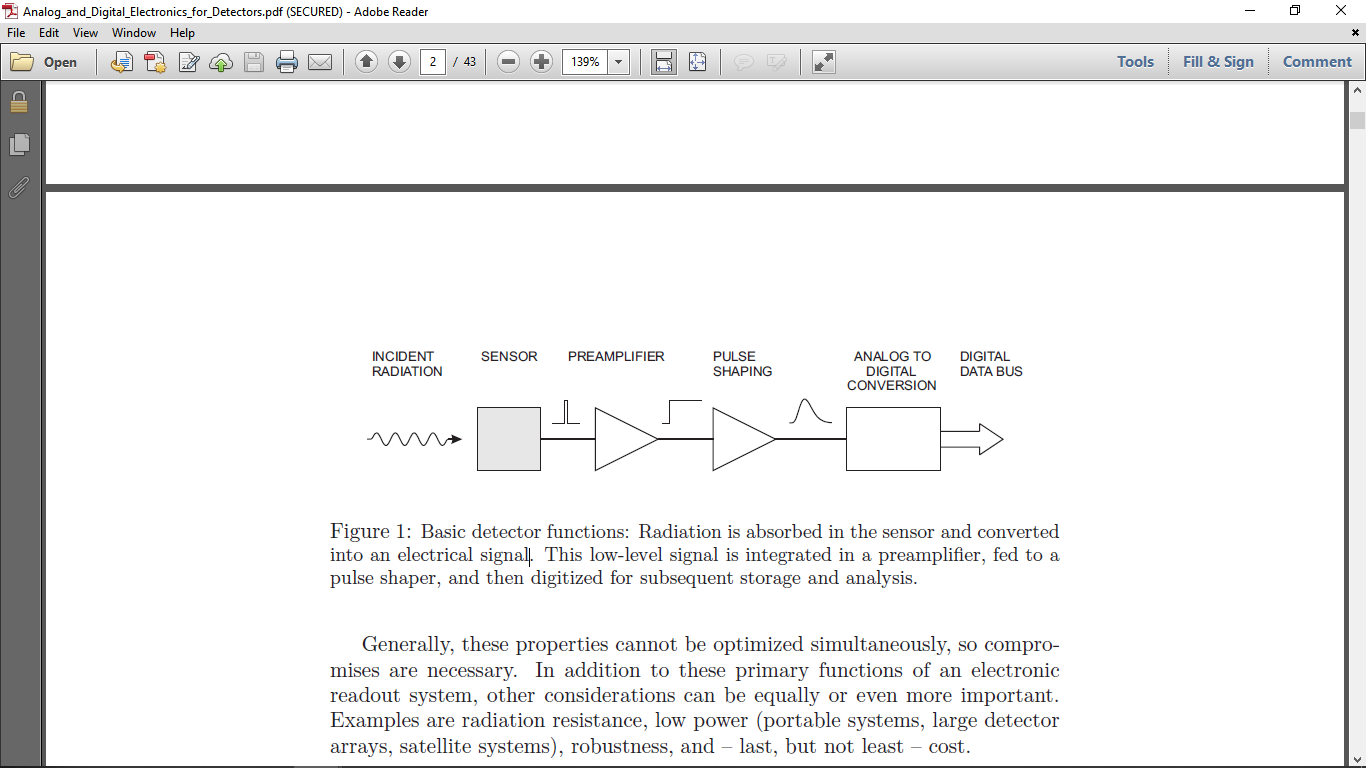 Analog_and_Digital_Electronics_for_Detectors.pdf (SECURED) - Adobe Reader
File Edit View Window Help
Open 2 / 43 139% Tools Fill & Sign Comment
INCIDENT RADIATION
SENSOR
PREAMPLIFIER
PULSE SHAPING
ANALOG TO DIGITAL CONVERSION
DIGITAL DATA BUS
Figure 1: Basic detector functions: Radiation is absorbed in the sensor and converted
into an electrical signal. This low-level signal is integrated in a preamplifier, fed to a
pulse shaper, and then digitized for subsequent storage and analysis.
Generally, these properties cannot be optimized simultaneously, so compro-
mises are necessary. In addition to these primary functions of an electronic
readout system, other considerations can be equally or even more important.
Examples are radiation resistance, low power (portable systems, large detector
arrays, satellite systems), robustness, and – last, but not least – cost.